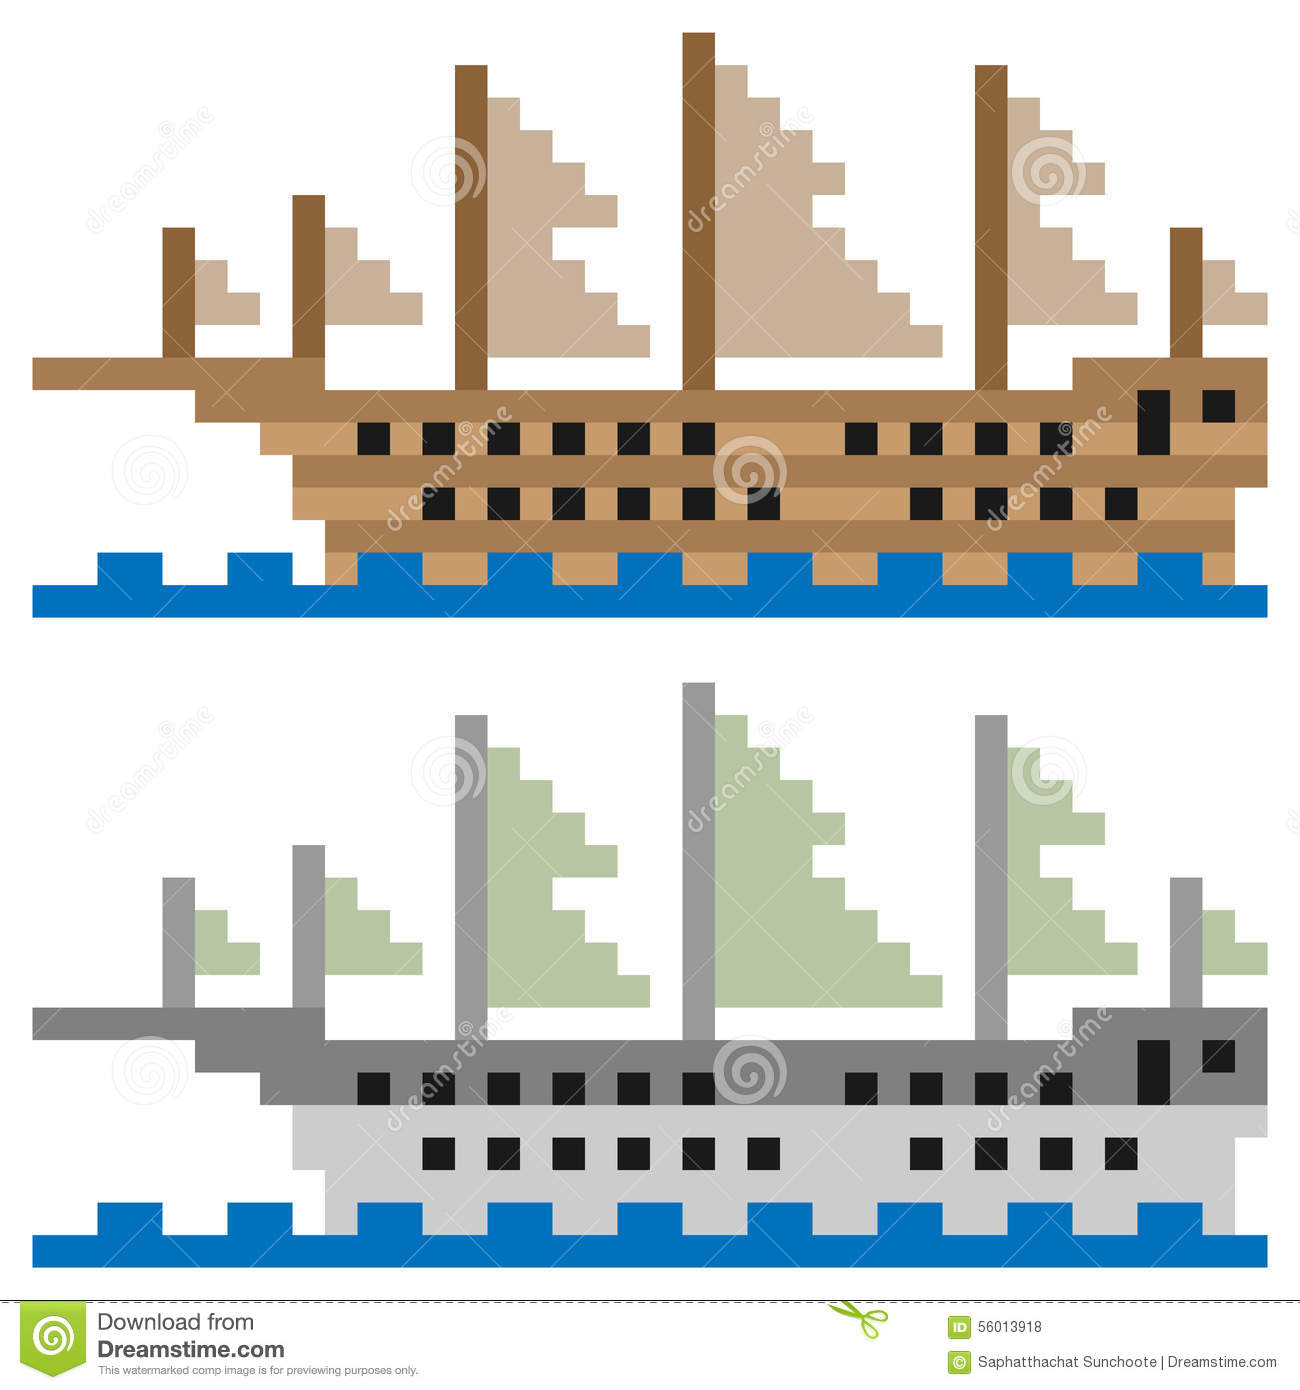 dreamstime
dreamstime
dreamstime
dreamstime
dreamstime
dreamstime
dreamstime
dreamstime
Download from
Dreamstime.com
This watermarked comp image is for previewing purposes only.
ID 56013918
© Saphatthachat Sunchoote | Dreamstime.com